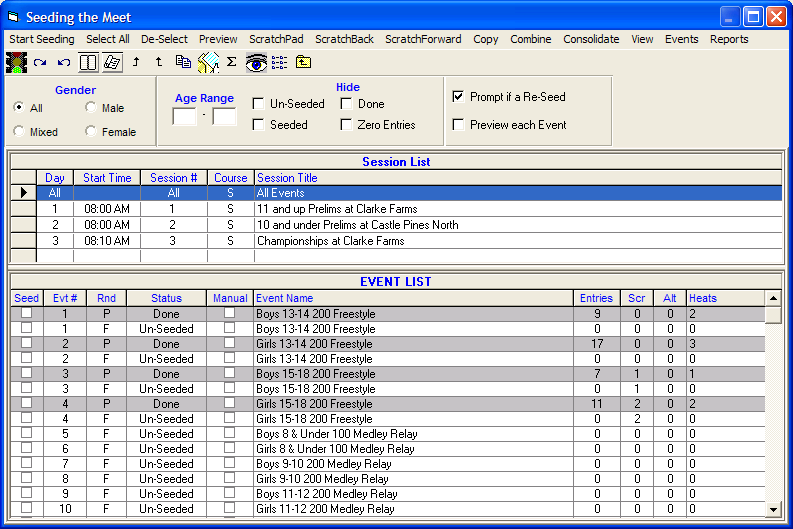 Seeding the Meet
Start Seeding Select All De-Select Preview ScratchPad ScratchBack ScratchForward Copy Combine Consolidate View Events Reports
Gender
All Male
Mixed Female
Age Range
-
Hide
Un-Seeded Done
Seeded Zero Entries
Prompt if a Re-Seed
Preview each Event
Session List
Day Start Time Session # Course Session Title
All All S All Events
1 08:00 AM 1 S 11 and up Prelims at Clarke Farms
2 08:00 AM 2 S 10 and under Prelims at Castle Pines North
3 08:10 AM 3 S Championships at Clarke Farms
EVENT LIST
Seed Evt # Rnd Status Manual Event Name Entries Scr Alt Heats
1 P Done Boys 13-14 200 Freestyle 9 0 0 2
1 F Un-Seeded Boys 13-14 200 Freestyle 0 0 0 0
2 P Done Girls 13-14 200 Freestyle 17 0 0 3
2 F Un-Seeded Girls 13-14 200 Freestyle 0 0 0 0
3 P Done Boys 15-18 200 Freestyle 7 1 0 1
3 F Un-Seeded Boys 15-18 200 Freestyle 0 1 0 0
4 P Done Girls 15-18 200 Freestyle 11 2 0 2
4 F Un-Seeded Girls 15-18 200 Freestyle 0 2 0 0
5 F Un-Seeded Boys 8 & Under 100 Medley Relay 0 0 0 0
6 F Un-Seeded Girls 8 & Under 100 Medley Relay 0 0 0 0
7 F Un-Seeded Boys 9-10 200 Medley Relay 0 0 0 0
8 F Un-Seeded Girls 9-10 200 Medley Relay 0 0 0 0
9 F Un-Seeded Boys 11-12 200 Medley Relay 0 0 0 0
10 F Un-Seeded Girls 11-12 200 Medley Relay 0 0 0 0